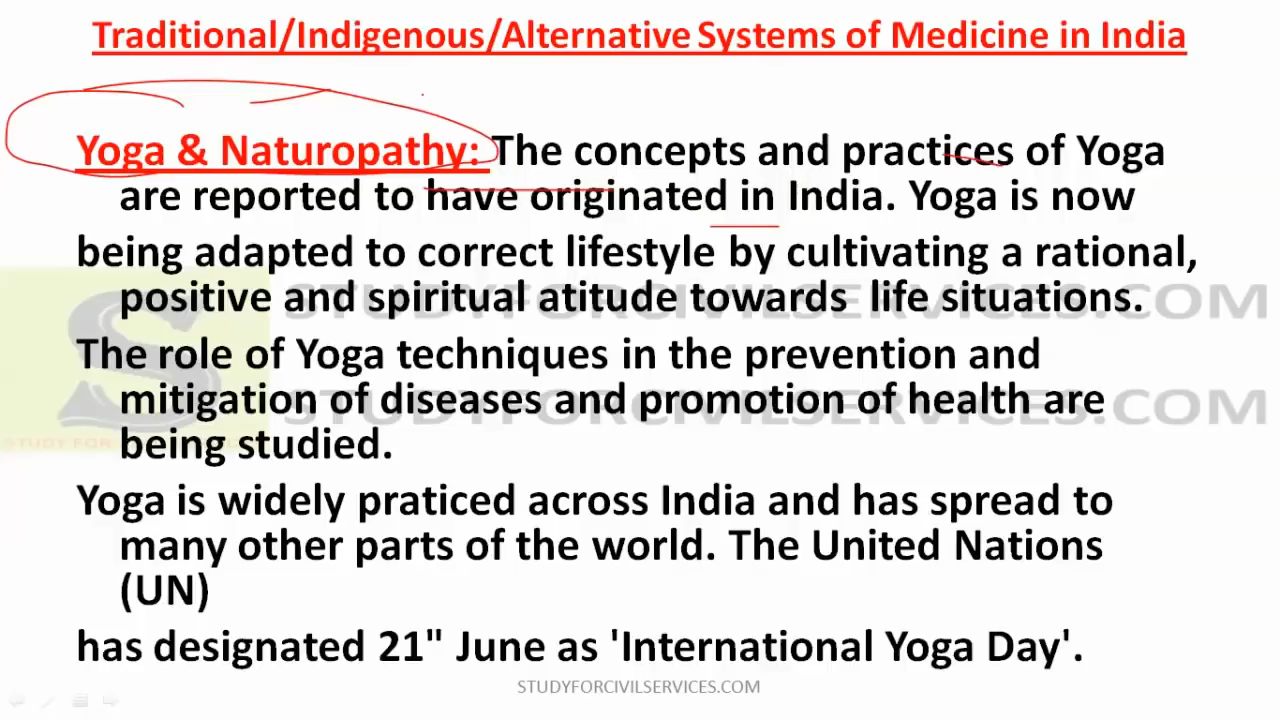 Traditional/Indigenous/Alternative Systems of Medicine in India
Yoga & Naturopathy: The concepts and practices of Yoga
are reported to have originated in India. Yoga is now
being adapted to correct lifestyle by cultivating a rational,
positive and spiritual atitude towards life situations.
STUDYFORCIVILSERVICES.COM
The role of Yoga techniques in the prevention and
mitigation of diseases and promotion of health are
STUDYFORCIVILSERVICES.COM
being studied.
Yoga is widely praticed across India and has spread to
many other parts of the world. The United Nations
(UN)
has designated 21" June as 'International Yoga Day'.
STUDYFORCIVILSERVICES.COM